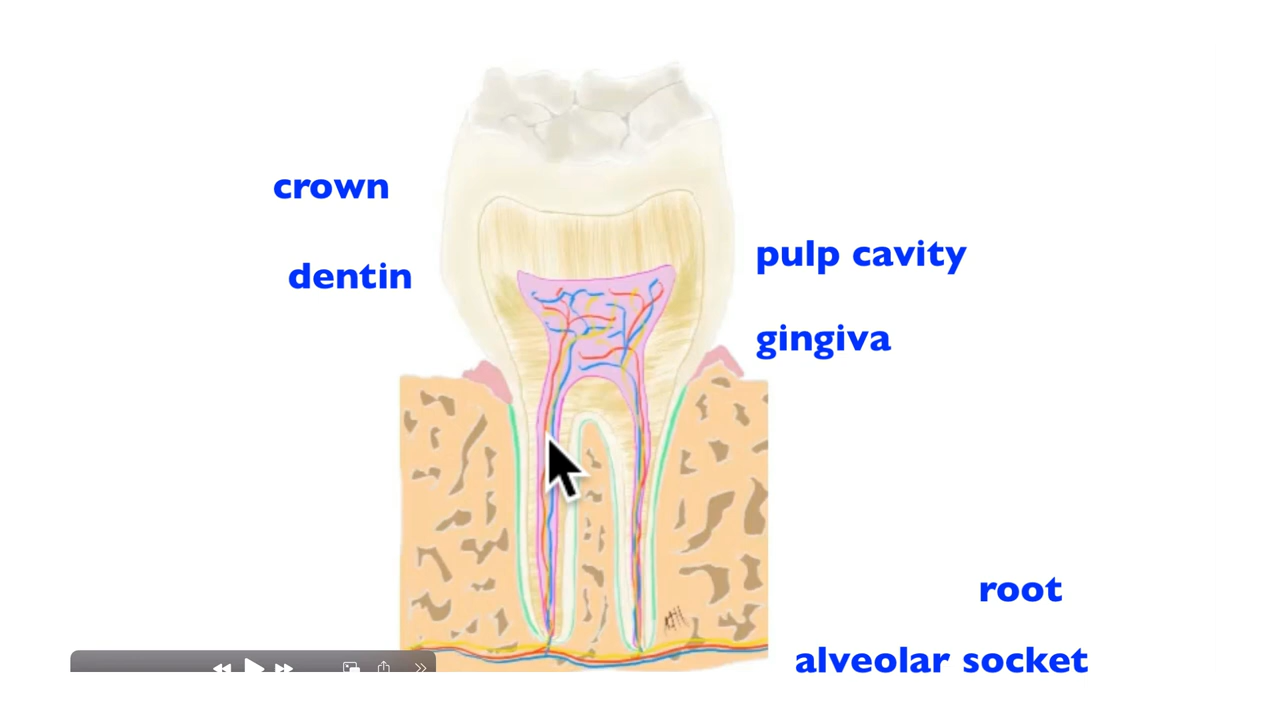 crown
dentin
pulp cavity
gingiva
root
alveolar socket